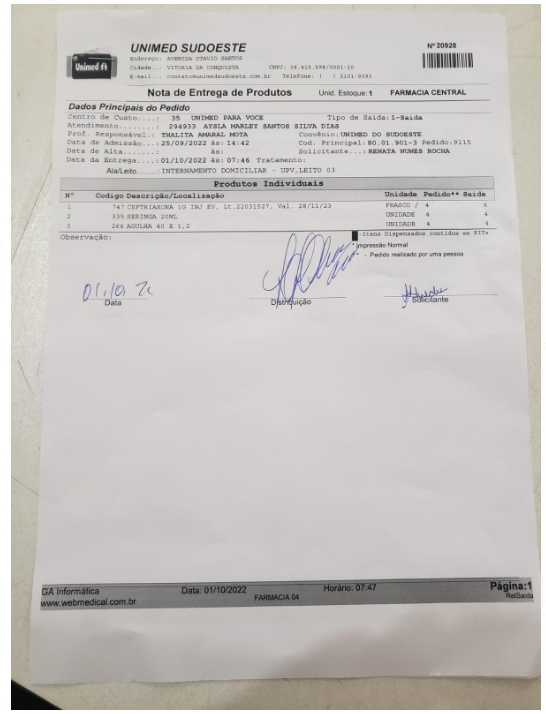 Unimed
UNIMED SUDOESTE
Nº 20928
Endereço: AVENIDA OTAVIO SANTOS
Cidade... VITORIA DA CONQUISTA CNPJ:
E-mail... contato@unimedsudoeste.com.br Telefone: ( ) 2101-
Nota de Entrega de Produtos Unid. Estoque: 1 FARMACIA CENTRAL
Dados Principais do Pedido
Centro de Custo....: 35 UNIMED PARA VOCE Tipo de Saida: 1-Saida
Atendimento........: 294933 AYSLA MARLEY SANTOS SILVA DIAS
Prof. Responsável.: THALITA AMARAL MOTA Convênio: UNIMED DO SUDOESTE
Data de Admissão...: 25/09/2022 às: 14:42 Cod. Principal: 80.01.901-3 Pedido: 9115
Data de Alta.......: às: Solicitante...: RENATA NUNES ROCHA
Data da Entrega....: 01/10/2022 às: 07:46 Tratamento:
Ala/Leito..........: INTERNAMENTO DOMICILIAR - UPV, LEITO 03
Produtos Individuais
Nº Codigo Descrição/Localização Unidade Pedido** Saida
1 747 CEFTRIAXONA 1G INJ EV, Lt.22031527, Val. 28/11/23 FRASCO / 4 4
2 335 SERINGA 20ML UNIDADE 4 4
3 266 AGULHA 40 X 1,2 UNIDADE 4 4
Observação:
-Itens Dispensados contidos em KITs
* Impressão Normal
- Pedido realizado por uma pessoa
01/10/22
Data
Distribuição
Solicitante
GA Informática Data: 01/10/2022 Horário: 07:47 Página:1
www.webmedical.com.br FARMACIA 04 RelSaida